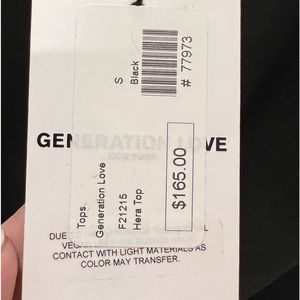 GENERATION LOVE
NEW YORK
S
Black
# 77973
Tops
Generation Love
F21215
Hera Top
$165.00
DUE
VEGA
CONTACT WITH LIGHT MATERIALS AS
COLOR MAY TRANSFER.